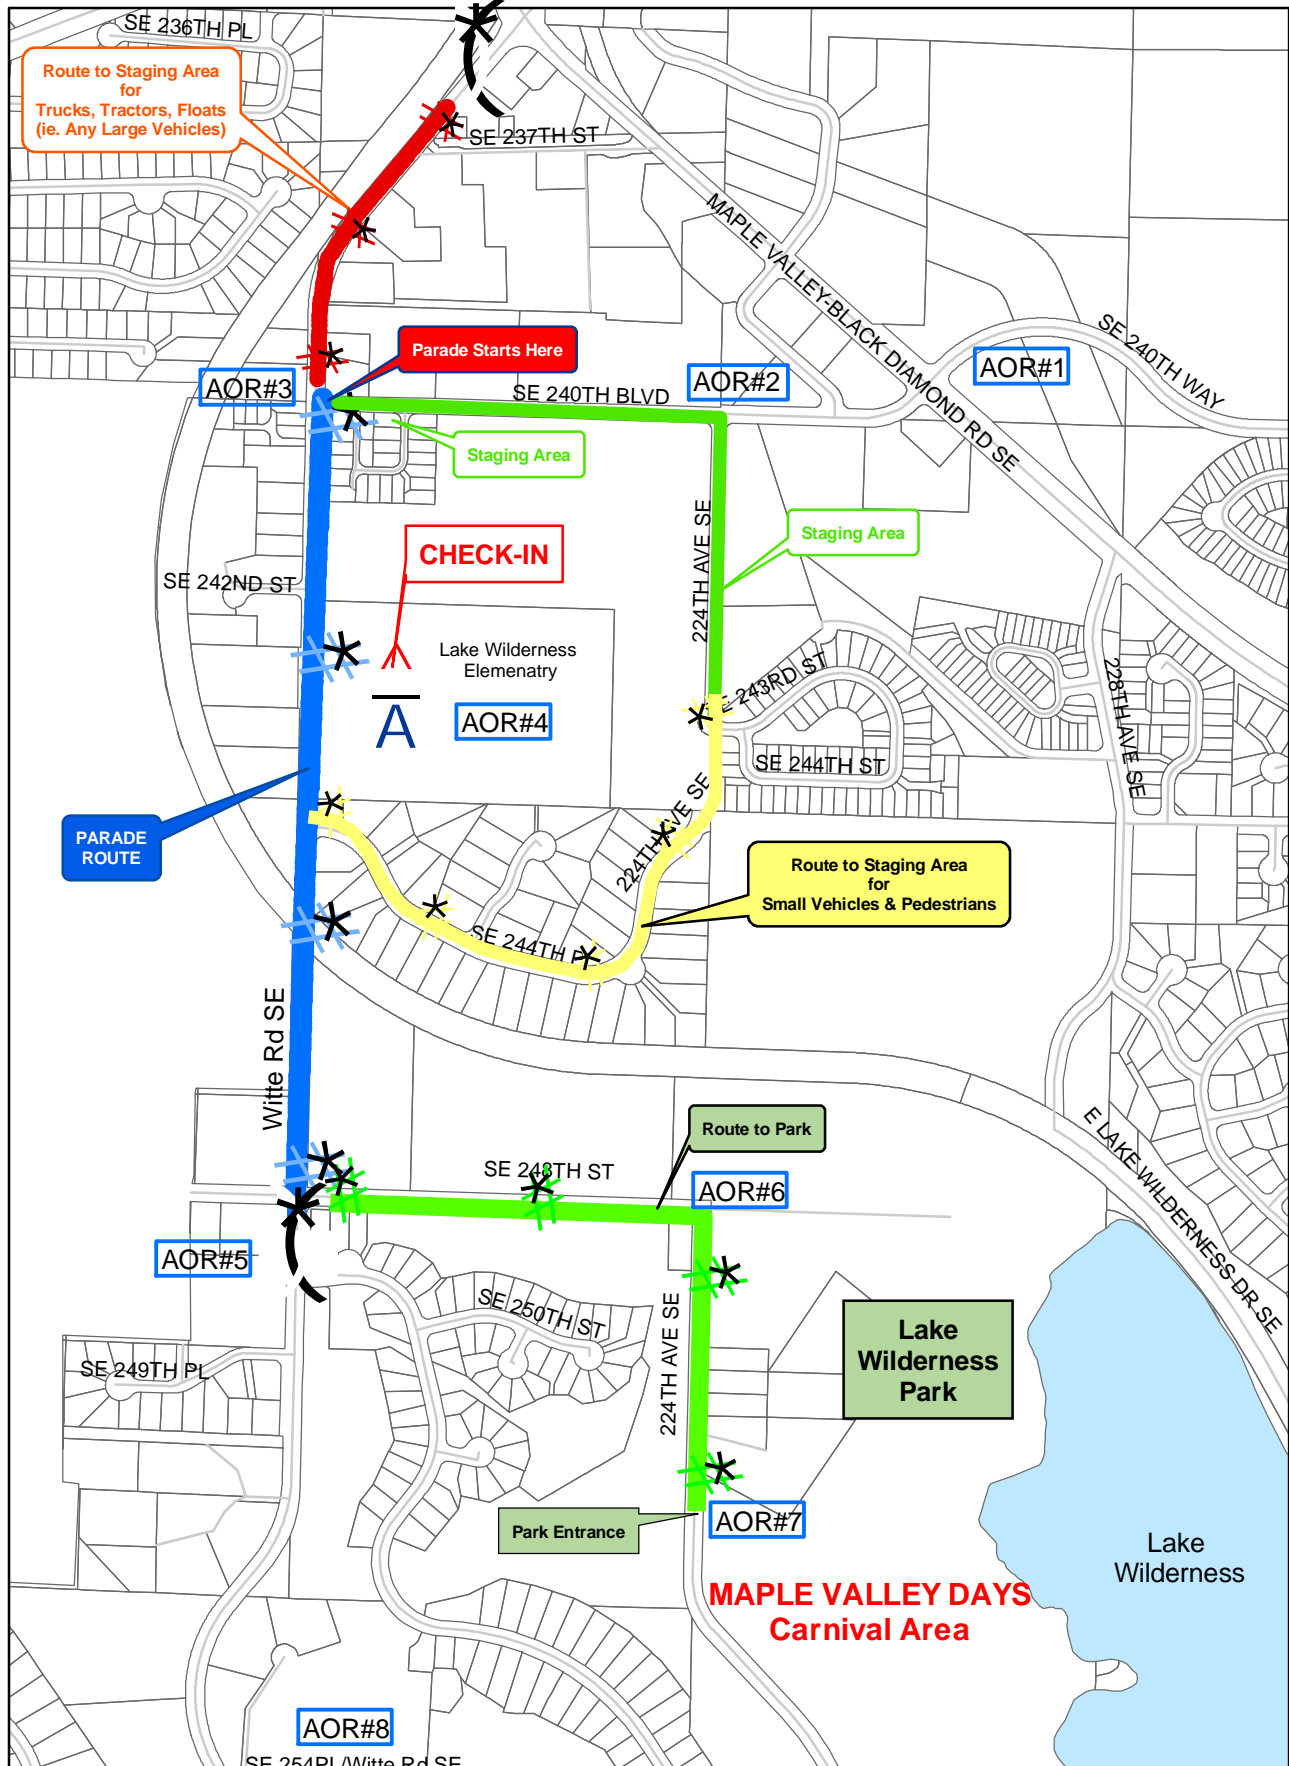 SE 236TH PL
Route to Staging Area
for
Trucks, Tractors, Floats
(ie. Any Large Vehicles)
SE 237TH ST
MAPLE VALLEY-BLACK DIAMOND RD SE
SE 240TH WAY
Parade Starts Here
AOR#1
AOR#2
AOR#3
SE 240TH BLVD
Staging Area
224TH AVE SE
Staging Area
CHECK-IN
SE 242ND ST
Lake Wilderness
Elemenatry
A
AOR#4
SE 243RD ST
228TH AVE SE
SE 244TH ST
PARADE
ROUTE
224TH AVE SE
Route to Staging Area
for
Small Vehicles & Pedestrians
SE 244TH
Witte Rd SE
Route to Park
E LAKE WILDERNESS DR SE
SE 248TH ST
AOR#6
AOR#5
SE 250TH ST
224TH AVE SE
Lake
Wilderness
Park
SE 249TH PL
Park Entrance
AOR#7
Lake
Wilderness
MAPLE VALLEY DAYS
Carnival Area
AOR#8
SE 254PL/Witte Rd SE